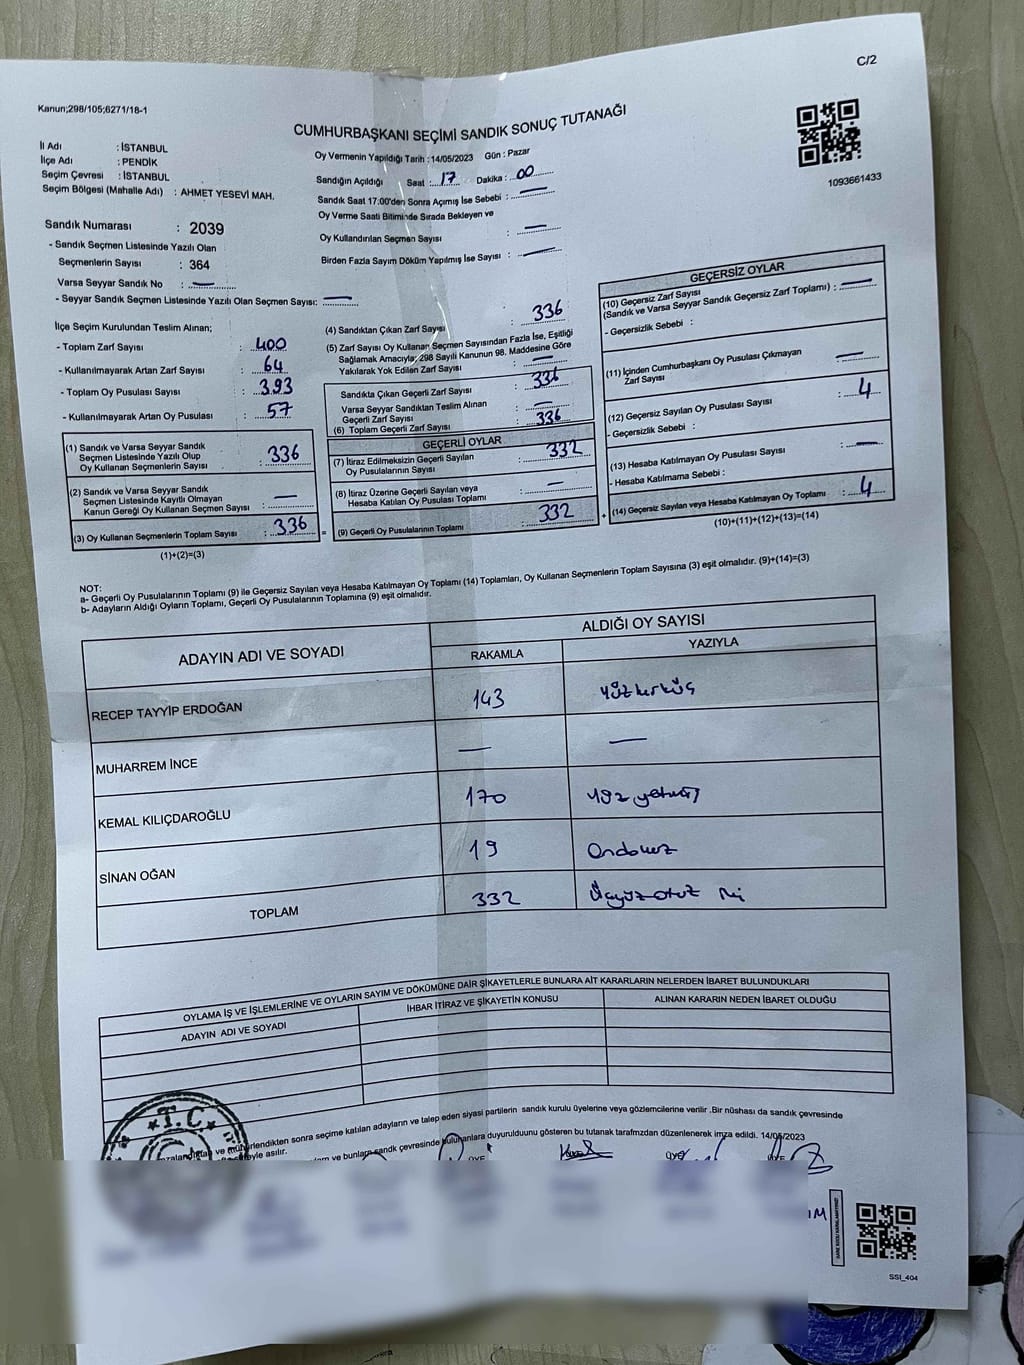 C/2
Kanun;298/105;6271/18-1
CUMHURBAŞKANI SEÇİMİ SANDIK SONUÇ TUTANAĞI
İl Adı : İSTANBUL
İlçe Adı : PENDİK
Seçim Çevresi : İSTANBUL
Seçim Bölgesi (Mahalle Adı) : AHMET YESEVİ MAH.
Oy Vermenin Yapıldığı Tarih : 14/05/2023 Gün : Pazar
Sandığın Açıldığı Saat : 17 Dakika : 00
Sandık Saat 17:00'den Sonra Açılmış İse Sebebi : —
Oy Verme Saati Bitiminde Sırada Bekleyen ve
Oy Kullandırılan Seçmen Sayısı : —
Birden Fazla Sayım Döküm Yapılmış İse Sayısı : —
1093661433
Sandık Numarası : 2039
- Sandık Seçmen Listesinde Yazılı Olan
Seçmenlerin Sayısı : 364
Varsa Seyyar Sandık No : —
- Seyyar Sandık Seçmen Listesinde Yazılı Olan Seçmen Sayısı: —
İlçe Seçim Kurulundan Teslim Alınan;
- Toplam Zarf Sayısı : 400
- Kullanılmayarak Artan Zarf Sayısı : 64
- Toplam Oy Pusulası Sayısı : 393
- Kullanılmayarak Artan Oy Pusulası : 57
(1) Sandık ve Varsa Seyyar Sandık
Seçmen Listesinde Yazılı Olup
Oy Kullanan Seçmenlerin Sayısı : 336
(2) Sandık ve Varsa Seyyar Sandık
Seçmen Listesinde Kayıtlı Olmayan
Kanun Gereği Oy Kullanan Seçmen Sayısı : —
(3) Oy Kullanan Seçmenlerin Toplam Sayısı : 336
(1)+(2)=(3)
(4) Sandıktan Çıkan Zarf Sayısı : 336
(5) Zarf Sayısı Oy Kullanan Seçmen Sayısından Fazla İse, Eşitliği
Sağlamak Amacıyla; 298 Sayılı Kanunun 98. Maddesine Göre
Yakılarak Yok Edilen Zarf Sayısı : —
Sandıkta Çıkan Geçerli Zarf Sayısı : 336
Varsa Seyyar Sandıktan Teslim Alınan
Geçerli Zarf Sayısı : —
(6) Toplam Geçerli Zarf Sayısı : 336
GEÇERLİ OYLAR
(7) İtiraz Edilmeksizin Geçerli Sayılan
Oy Pusulalarının Sayısı : 332
(8) İtiraz Üzerine Geçerli Sayılan veya
Hesaba Katılan Oy Pusulası Toplamı : —
= (9) Geçerli Oy Pusulalarının Toplamı : 332
GEÇERSİZ OYLAR
(10) Geçersiz Zarf Sayısı
(Sandık ve Varsa Seyyar Sandık Geçersiz Zarf Toplamı) : —
- Geçersizlik Sebebi :
(11) İçinden Cumhurbaşkanı Oy Pusulası Çıkmayan
Zarf Sayısı : —
(12) Geçersiz Sayılan Oy Pusulası Sayısı : 4
- Geçersizlik Sebebi :
(13) Hesaba Katılmayan Oy Pusulası Sayısı : —
- Hesaba Katılmama Sebebi :
+ (14) Geçersiz Sayılan veya Hesaba Katılmayan Oy Toplamı : 4
(10)+(11)+(12)+(13)=(14)
NOT:
a- Geçerli Oy Pusulalarının Toplamı (9) ile Geçersiz Sayılan veya Hesaba Katılmayan Oy Toplamı (14) Toplamları, Oy Kullanan Seçmenlerin Toplam Sayısına (3) eşit olmalıdır. (9)+(14)=(3)
b- Adayların Aldığı Oyların Toplamı, Geçerli Oy Pusulalarının Toplamına (9) eşit olmalıdır.
ADAYIN ADI VE SOYADI ALDIĞI OY SAYISI
RAKAMLA YAZIYLA
RECEP TAYYİP ERDOĞAN 143 Yüzkırküç
MUHARREM İNCE — —
KEMAL KILIÇDAROĞLU 170 Yüz yetmiş
SİNAN OĞAN 19 Ondokuz
TOPLAM 332 Üçyüzotuz iki
OYLAMA İŞ VE İŞLEMLERİNE VE OYLARIN SAYIM VE DÖKÜMÜNE DAİR ŞİKAYETLERLE BUNLARA AİT KARARLARIN NELERDEN İBARET BULUNDUKLARI
ADAYIN ADI VE SOYADI İHBAR İTİRAZ VE ŞİKAYETİN KONUSU ALINAN KARARIN NEDEN İBARET OLDUĞU
T.C.
ve mühürlendikten sonra seçime katılan adayların ve talep eden siyasi partilerin sandık kurulu üyelerine veya gözlemcilerine verilir .Bir nüshası da sandık çevresinde
asılır.
ve bunların sandık çevresinde bulunanlara duyurulduunu gösteren bu tutanak tarafımzdan düzenlenerek imza edildi. 14/05/2023
ÜYE ÜYE
SSI_404